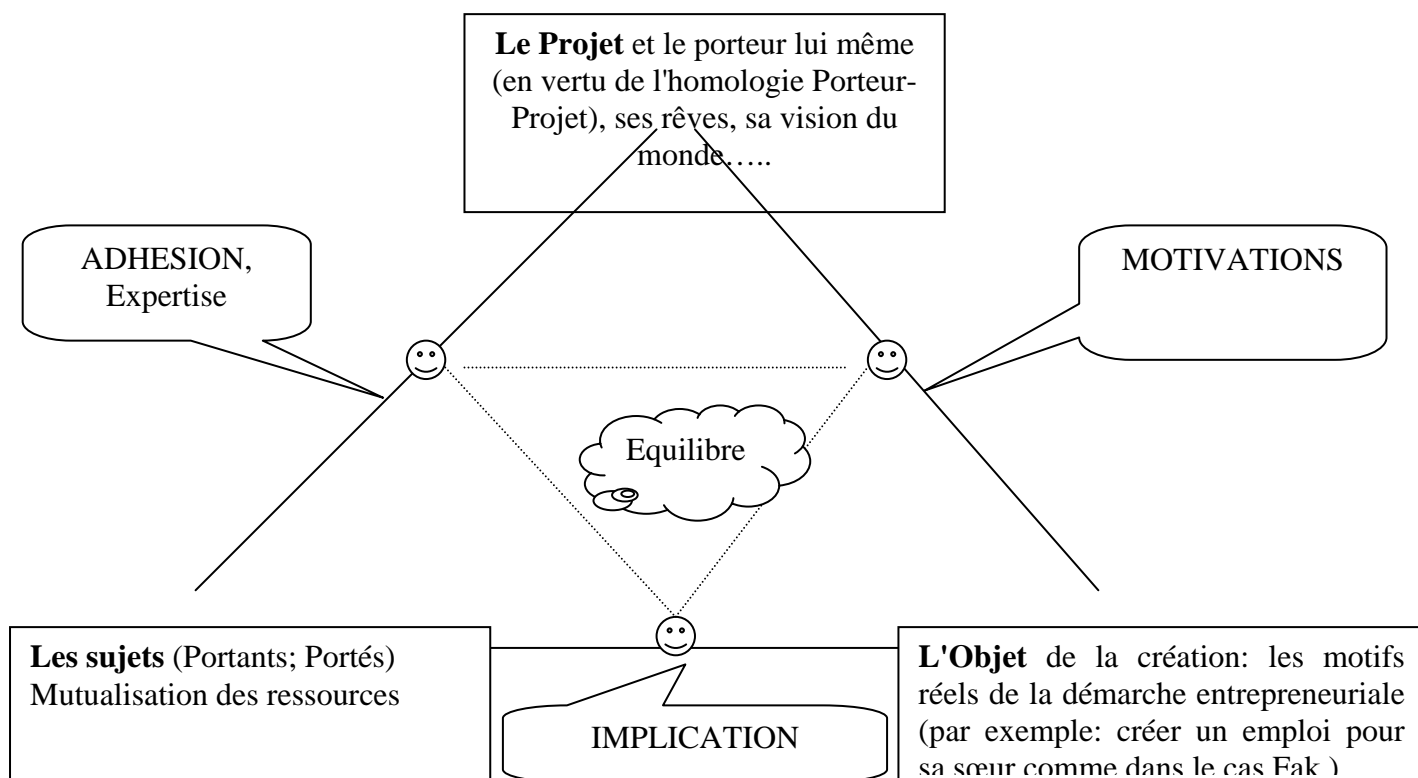 Le Projet et le porteur lui même
(en vertu de l'homologie Porteur-
Projet), ses rêves, sa vision du
monde…..
ADHESION,
Expertise
MOTIVATIONS
Equilibre
Les sujets (Portants; Portés)
Mutualisation des ressources
IMPLICATION
L'Objet de la création: les motifs
réels de la démarche entrepreneuriale
(par exemple: créer un emploi pour
sa sœur comme dans le cas Fak )